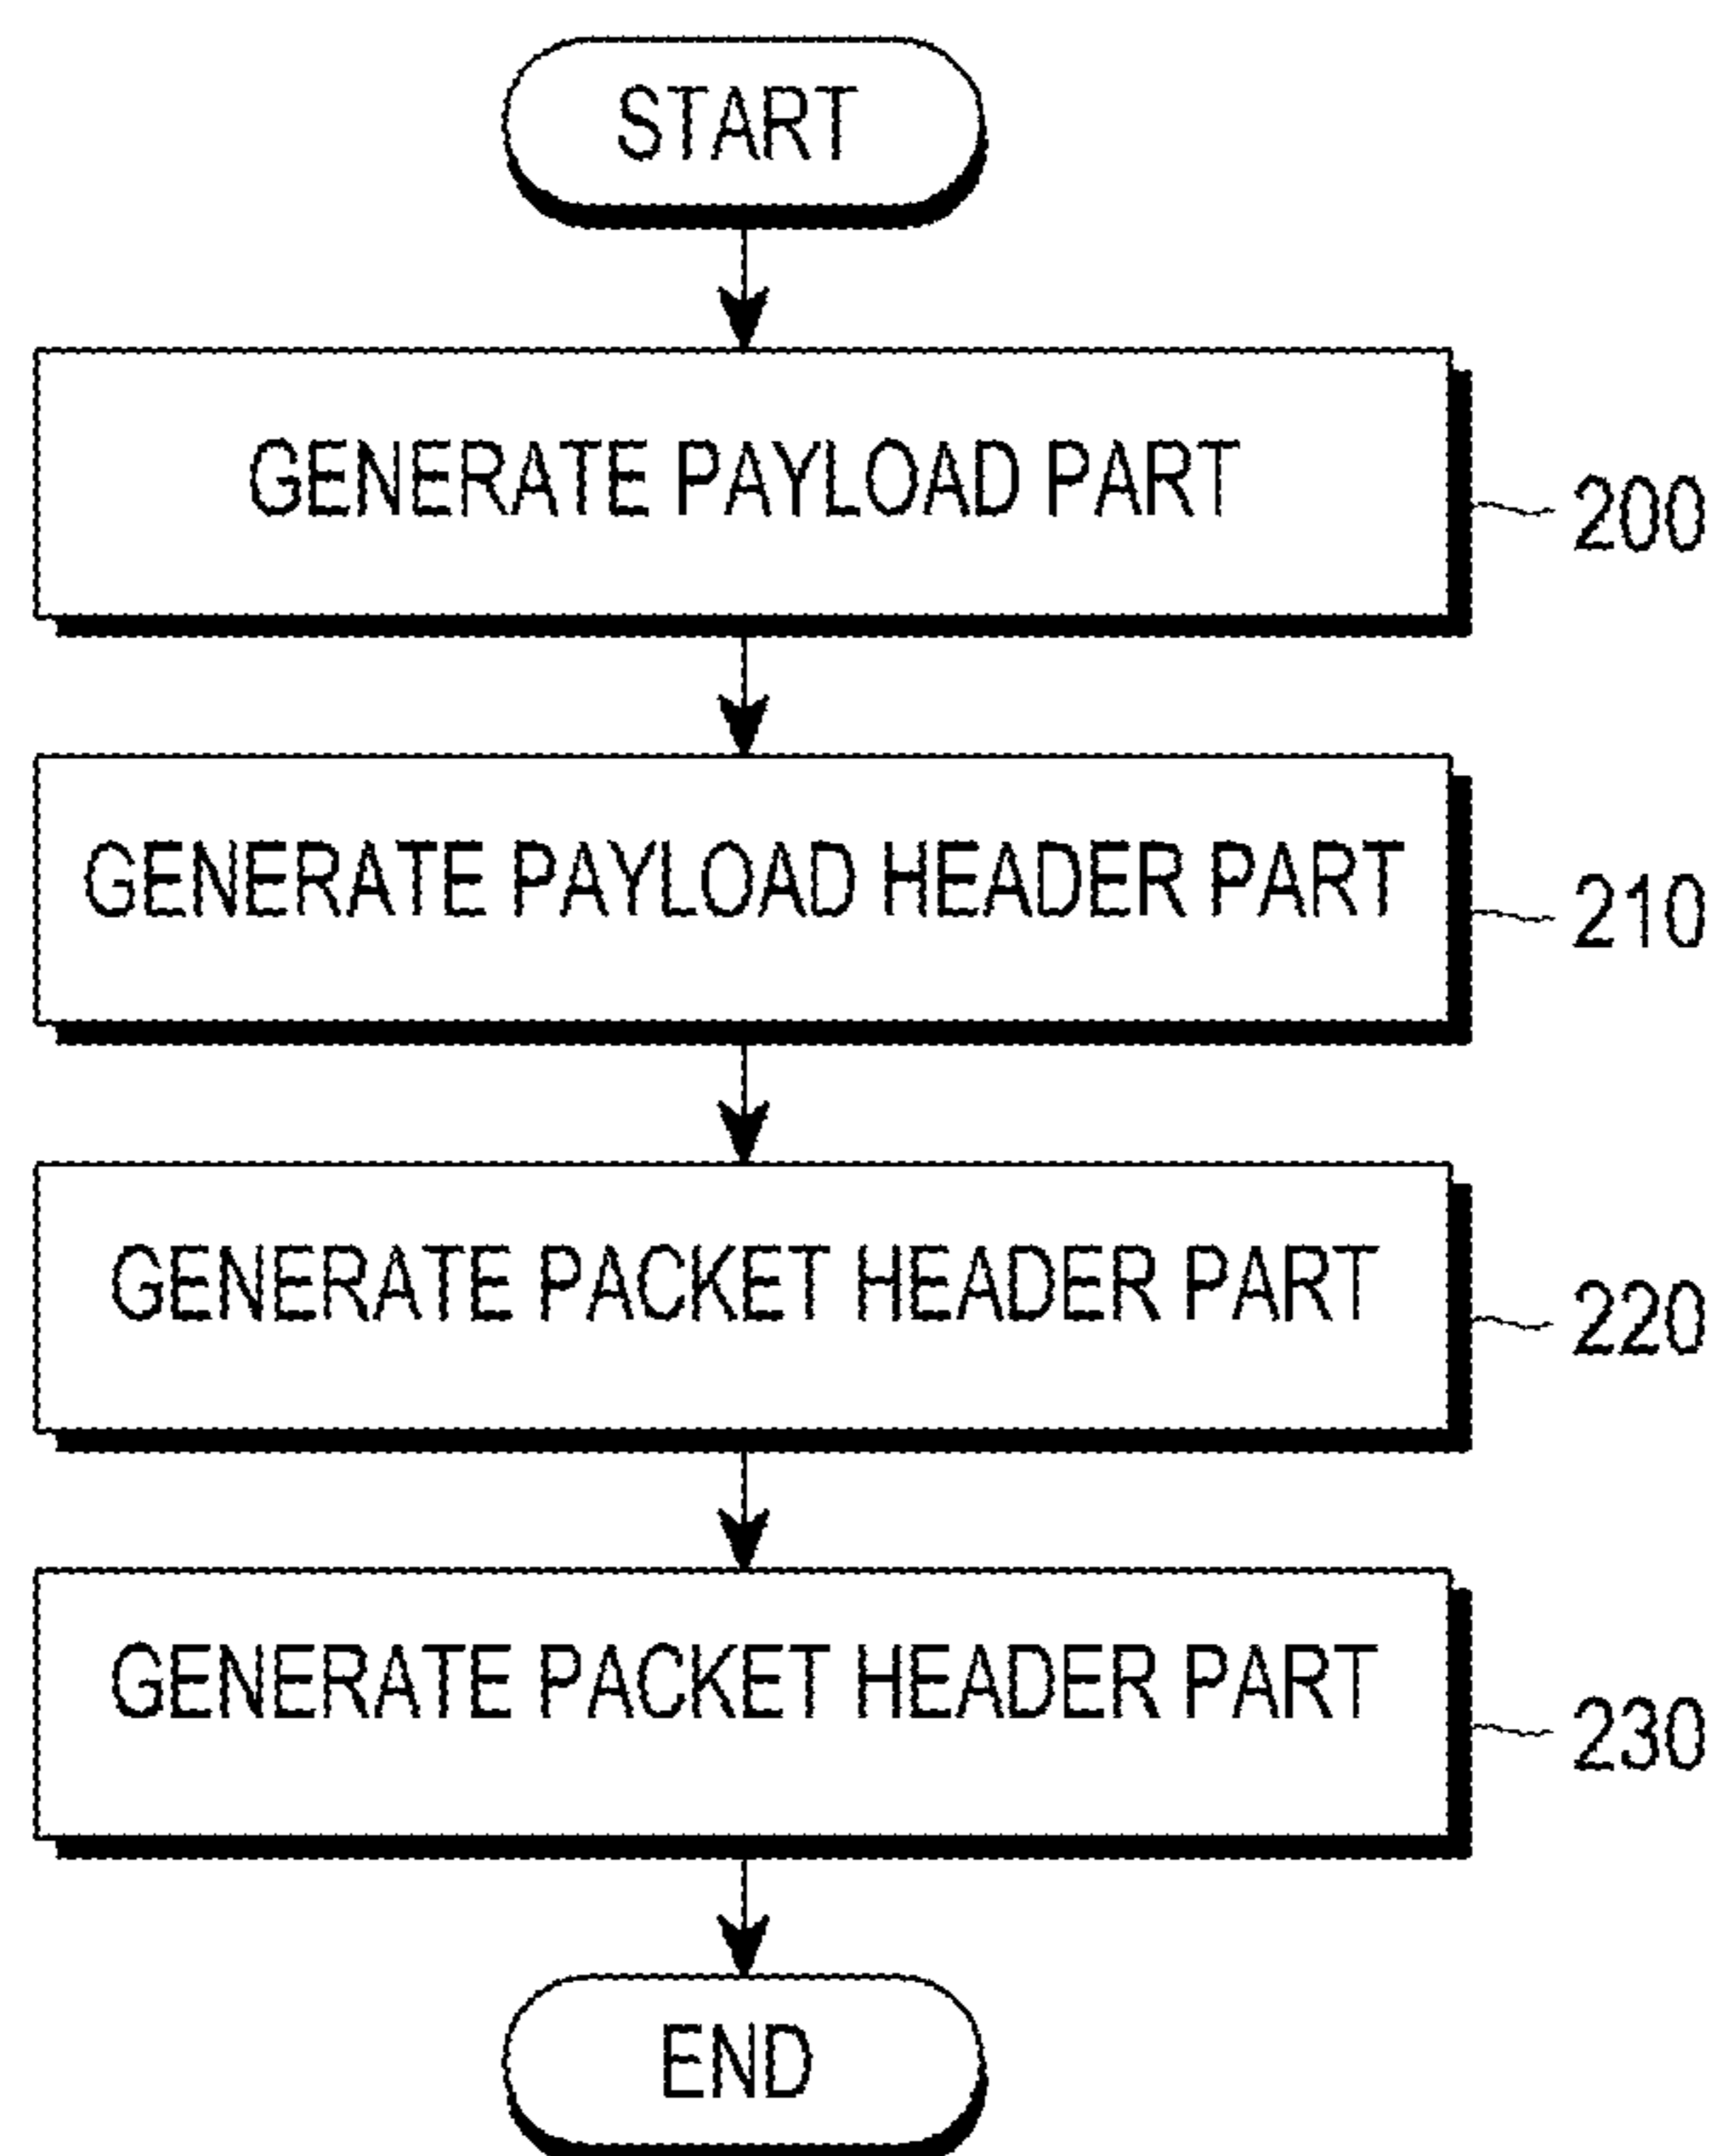 START
GENERATE PAYLOAD PART
200
GENERATE PAYLOAD HEADER PART
210
GENERATE PACKET HEADER PART
220
GENERATE PACKET HEADER PART
230
END